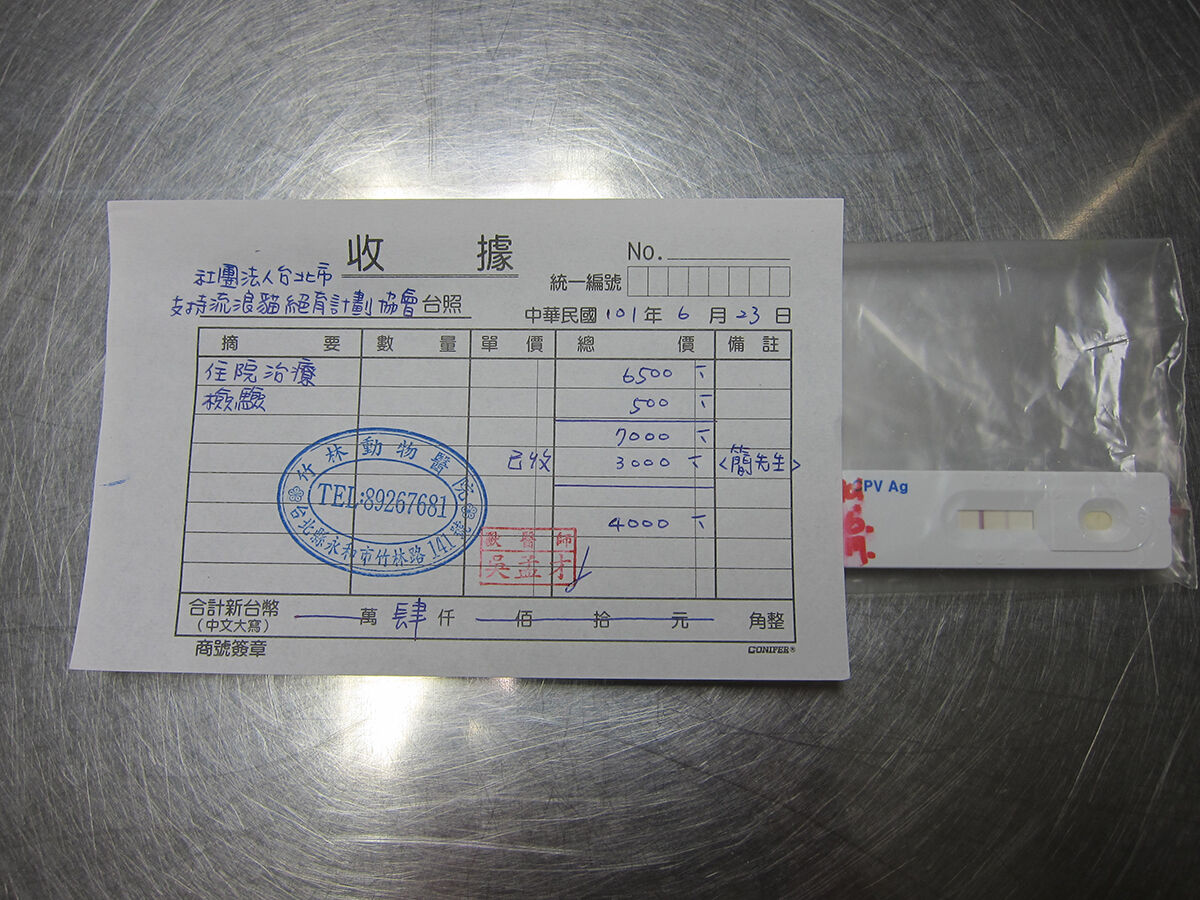 收 據
No.
社團法人台北市
支持流浪貓絕育計劃協會台照
統一編號
中華民國 101 年 6 月 23 日
摘 要 數 量 單 價 總 價 備 註
住院治療 6500
檢驗 500
7000
已收 3000 <簡先生>
4000
竹林動物醫院
TEL:89267681
台北縣永和市竹林路141號
獸醫師
吳孟才
合計新台幣 萬 肆 仟 佰 拾 元 角整
(中文大寫)
商號簽章
CONIFER®
CPV Ag